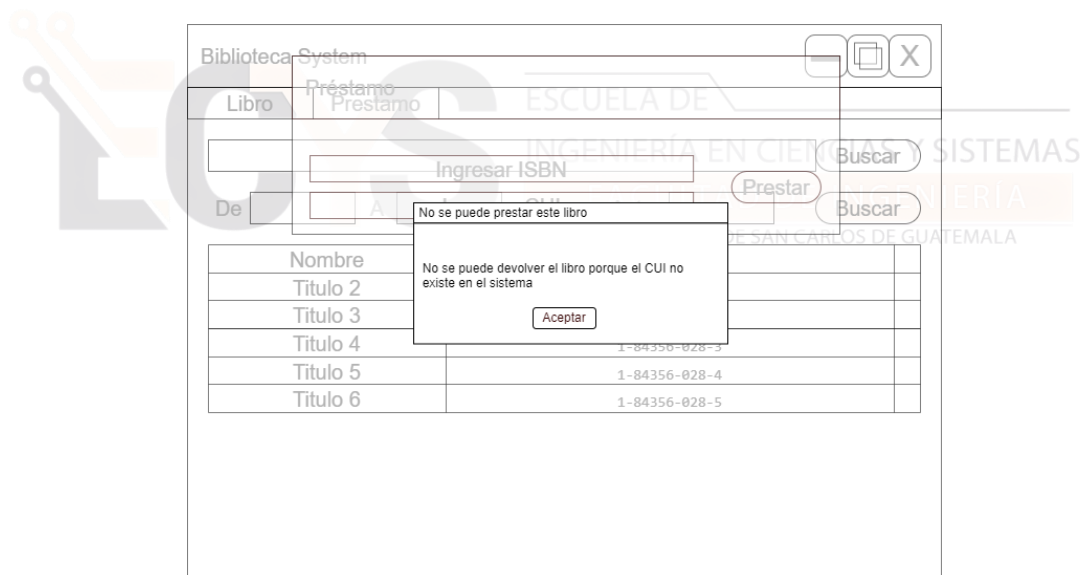 Biblioteca System
X
Préstamo
Libro
Prestamo
ESCUELA DE
INGENIERÍA EN CIENCIAS Y SISTEMAS
Buscar
Ingresar ISBN
Prestar
INGENIERÍA
De
A
CUI
Buscar
DE SAN CARLOS DE GUATEMALA
No se puede prestar este libro
No se puede devolver el libro porque el CUI no
existe en el sistema
Aceptar
Nombre
Titulo 2
Titulo 3
Titulo 4
1-84356-028-3
Titulo 5
1-84356-028-4
Titulo 6
1-84356-028-5
ECYS